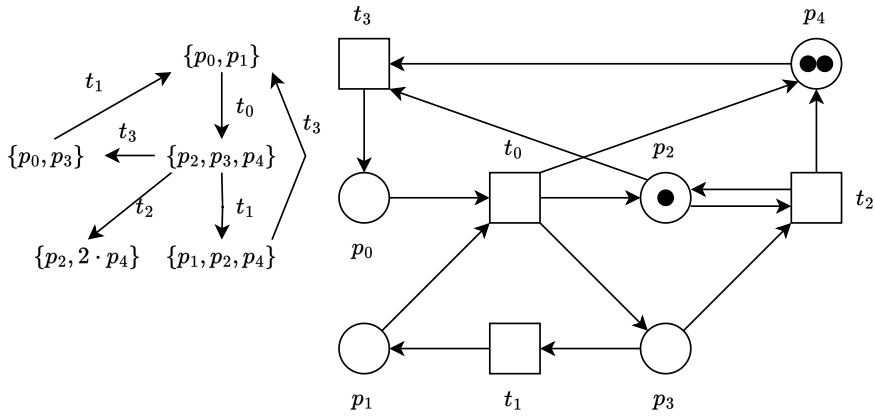 {p₀, p₁}
t₁
t₀
t₃
{p₀, p₃}
t₃
{p₂, p₃, p₄}
t₂
t₁
{p₂, 2 · p₄}
{p₁, p₂, p₄}
t₃
p₄
t₀
p₂
t₂
p₀
p₁
t₁
p₃